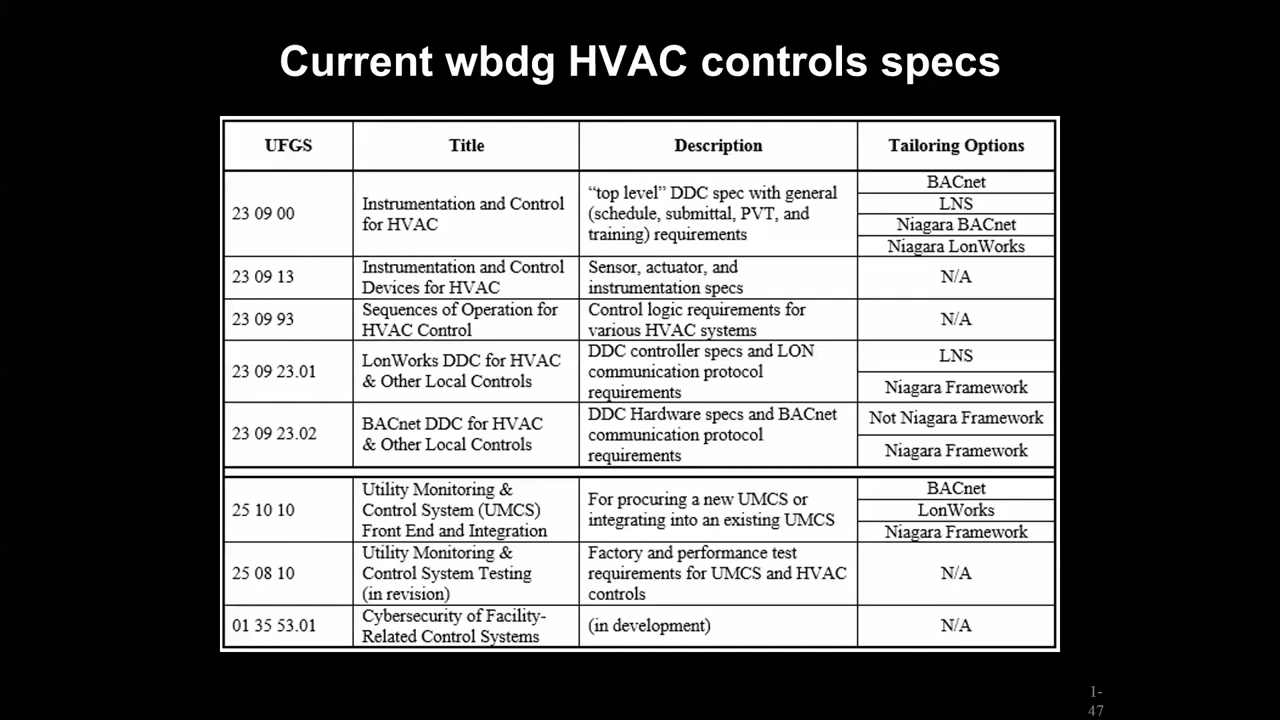 Current wbdg HVAC controls specs
UFGS
Title
Description
Tailoring Options
23 09 00
Instrumentation and Control
for HVAC
“top level” DDC spec with general
(schedule, submittal, PVT, and
training) requirements
BACnet
LNS
Niagara BACnet
Niagara LonWorks
23 09 13
Instrumentation and Control
Devices for HVAC
Sensor, actuator, and
instrumentation specs
N/A
23 09 93
Sequences of Operation for
HVAC Control
Control logic requirements for
various HVAC systems
N/A
23 09 23.01
LonWorks DDC for HVAC
& Other Local Controls
DDC controller specs and LON
communication protocol
requirements
LNS
Niagara Framework
23 09 23.02
BACnet DDC for HVAC
& Other Local Controls
DDC Hardware specs and BACnet
communication protocol
requirements
Not Niagara Framework
Niagara Framework
25 10 10
Utility Monitoring &
Control System (UMCS)
Front End and Integration
For procuring a new UMCS or
integrating into an existing UMCS
BACnet
LonWorks
Niagara Framework
25 08 10
Utility Monitoring &
Control System Testing
(in revision)
Factory and performance test
requirements for UMCS and HVAC
controls
N/A
01 35 53.01
Cybersecurity of Facility-
Related Control Systems
(in development)
N/A
1-
47